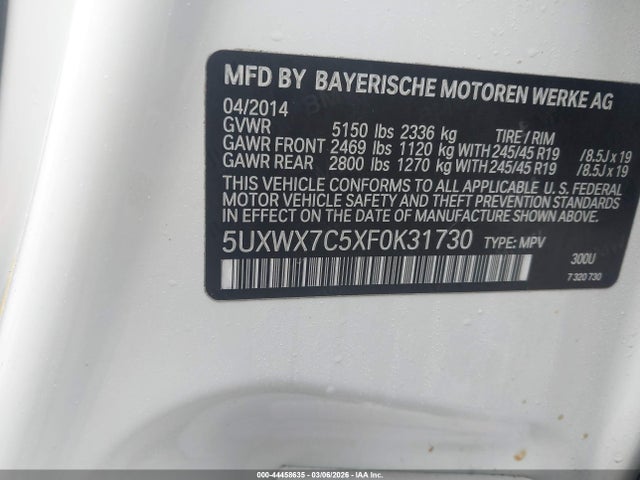 MFD BY BAYERISCHE MOTOREN WERKE AG
04/2014
GVWR 5150 lbs 2336 kg TIRE / RIM
GAWR FRONT 2469 lbs 1120 kg WITH 245/45 R19 /8.5J x 19
GAWR REAR 2800 lbs 1270 kg WITH 245/45 R19 /8.5J x 19
THIS VEHICLE CONFORMS TO ALL APPLICABLE U. S. FEDERAL
MOTOR VEHICLE SAFETY, BUMPER, AND THEFT PREVENTION
STANDARDS IN EFFECT ON THE DATE OF MANUFACTURE SHOWN ABOVE.
5UXWX7C5XF0K31730 TYPE: MPV
300U
7 320 730
000-44458635 - 03/06/2026 - IAA Inc.